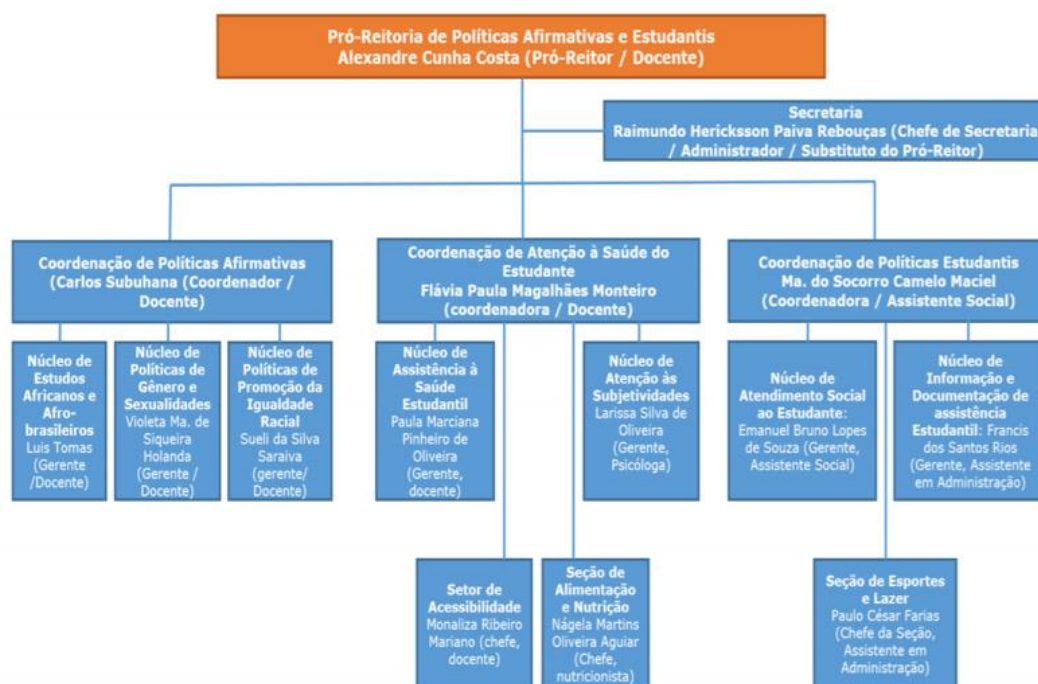 Pró-Reitoria de Políticas Afirmativas e Estudantis
Alexandre Cunha Costa (Pró-Reitor / Docente)
Secretaria
Raimundo Hericksson Paiva Rebouças (Chefe de Secretaria
/ Administrador / Substituto do Pró-Reitor)
Coordenação de Políticas Afirmativas
(Carlos Subuhana (Coordenador /
Docente)
Coordenação de Atenção à Saúde do
Estudante
Flávia Paula Magalhães Monteiro
(coordenadora / Docente)
Coordenação de Políticas Estudantis
Ma. do Socorro Camelo Maciel
(Coordenadora / Assistente Social)
Núcleo de
Estudos
Africanos e
Afro-
brasileiros
Luis Tomas
(Gerente
/Docente)
Núcleo de
Políticas de
Gênero e
Sexualidades
Violeta Ma. de
Siqueira
Holanda
(Gerente /
Docente)
Núcleo de
Políticas de
Promoção da
Igualdade
Racial
Sueli da Silva
Saraiva
(gerente/
Docente)
Núcleo de
Assistência à
Saúde
Estudantil
Paula Marciana
Pinheiro de
Oliveira
(Gerente,
docente)
Núcleo de
Atenção às
Subjetividades
Larissa Silva de
Oliveira
(Gerente,
Psicóloga)
Núcleo de
Atendimento Social
ao Estudante:
Emanuel Bruno Lopes
de Souza (Gerente,
Assistente Social)
Núcleo de
Informação e
Documentação de
assistência
Estudantil: Francis
dos Santos Rios
(Gerente, Assistente
em Administração)
Setor de
Acessibilidade
Monaliza Ribeiro
Mariano (chefe,
docente)
Seção de
Alimentação
e Nutrição
Nágela Martins
Oliveira Aguiar
(Chefe,
nutricionista)
Seção de Esportes
e Lazer
Paulo César Farias
(Chefe da Seção,
Assistente em
Administração)